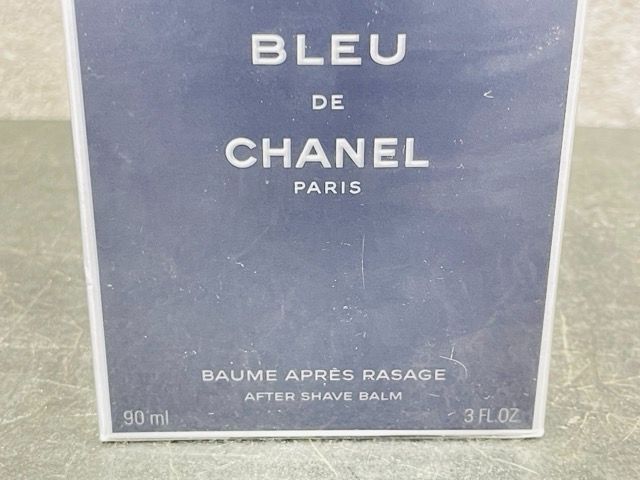 BLEU
DE
CHANEL
PARIS
BAUME APRÈS RASAGE
AFTER SHAVE BALM
90 ml 3 FL.OZ